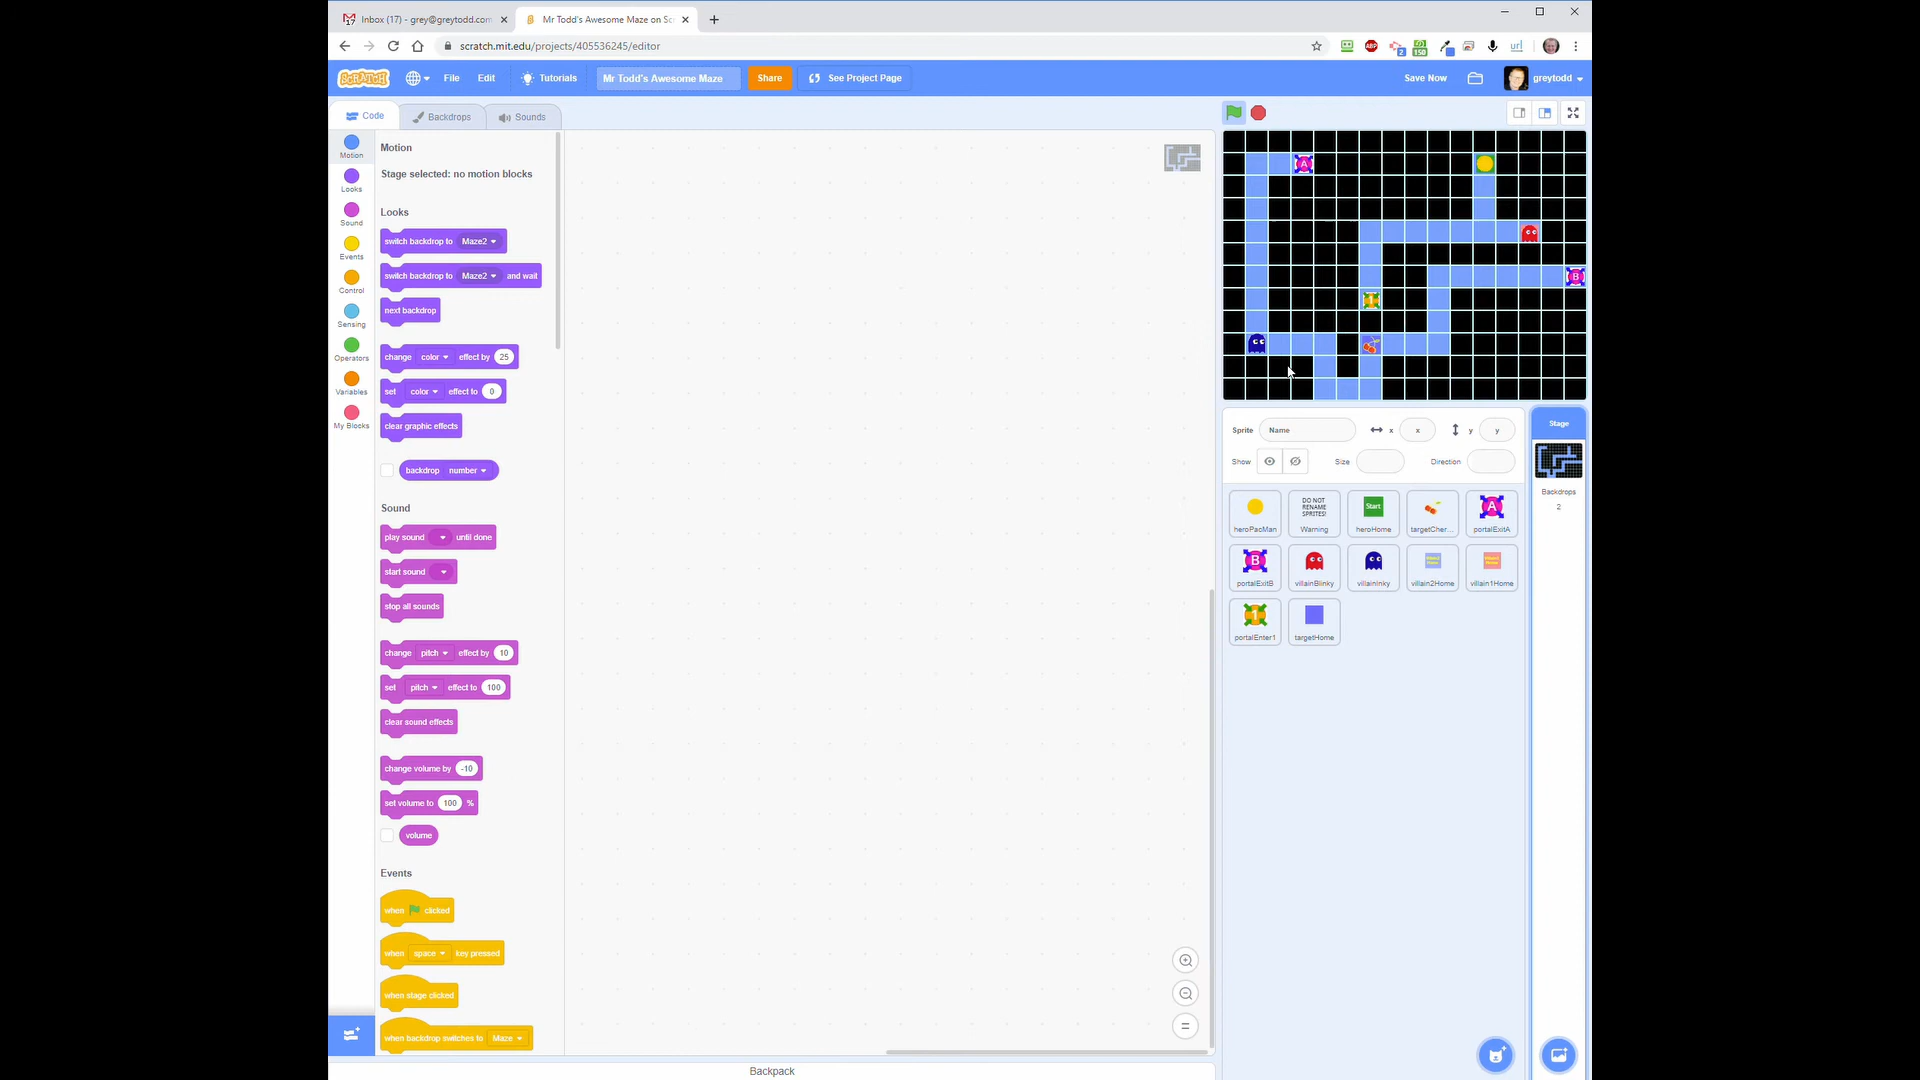 Inbox (17) - grey@greytodd.com
Mr Todd's Awesome Maze on Sc
scratch.mit.edu/projects/405536245/editor
ABP
2
150
url
SCRATCH
File
Edit
Tutorials
Mr Todd's Awesome Maze
Share
See Project Page
Save Now
greytodd
Code
Backdrops
Sounds
Motion
Looks
Sound
Events
Control
Sensing
Operators
Variables
My Blocks
Motion
Stage selected: no motion blocks
Looks
switch backdrop to Maze2
switch backdrop to Maze2 and wait
next backdrop
change color effect by 25
set color effect to 0
clear graphic effects
backdrop number
Sound
play sound until done
start sound
stop all sounds
change pitch effect by 10
set pitch effect to 100
clear sound effects
change volume by -10
set volume to 100 %
volume
Events
when clicked
when space key pressed
when stage clicked
when backdrop switches to Maze
Backpack
A
B
1
Sprite Name x x y y
Show Size Direction
heroPacMan
DO NOT
RENAME
SPRITES!
Warning
Start
heroHome
targetCher...
A
portalExitA
B
portalExitB
villainBlinky
villainInky
villain2Home
villain1Home
1
portalEnter1
targetHome
Stage
Backdrops
2